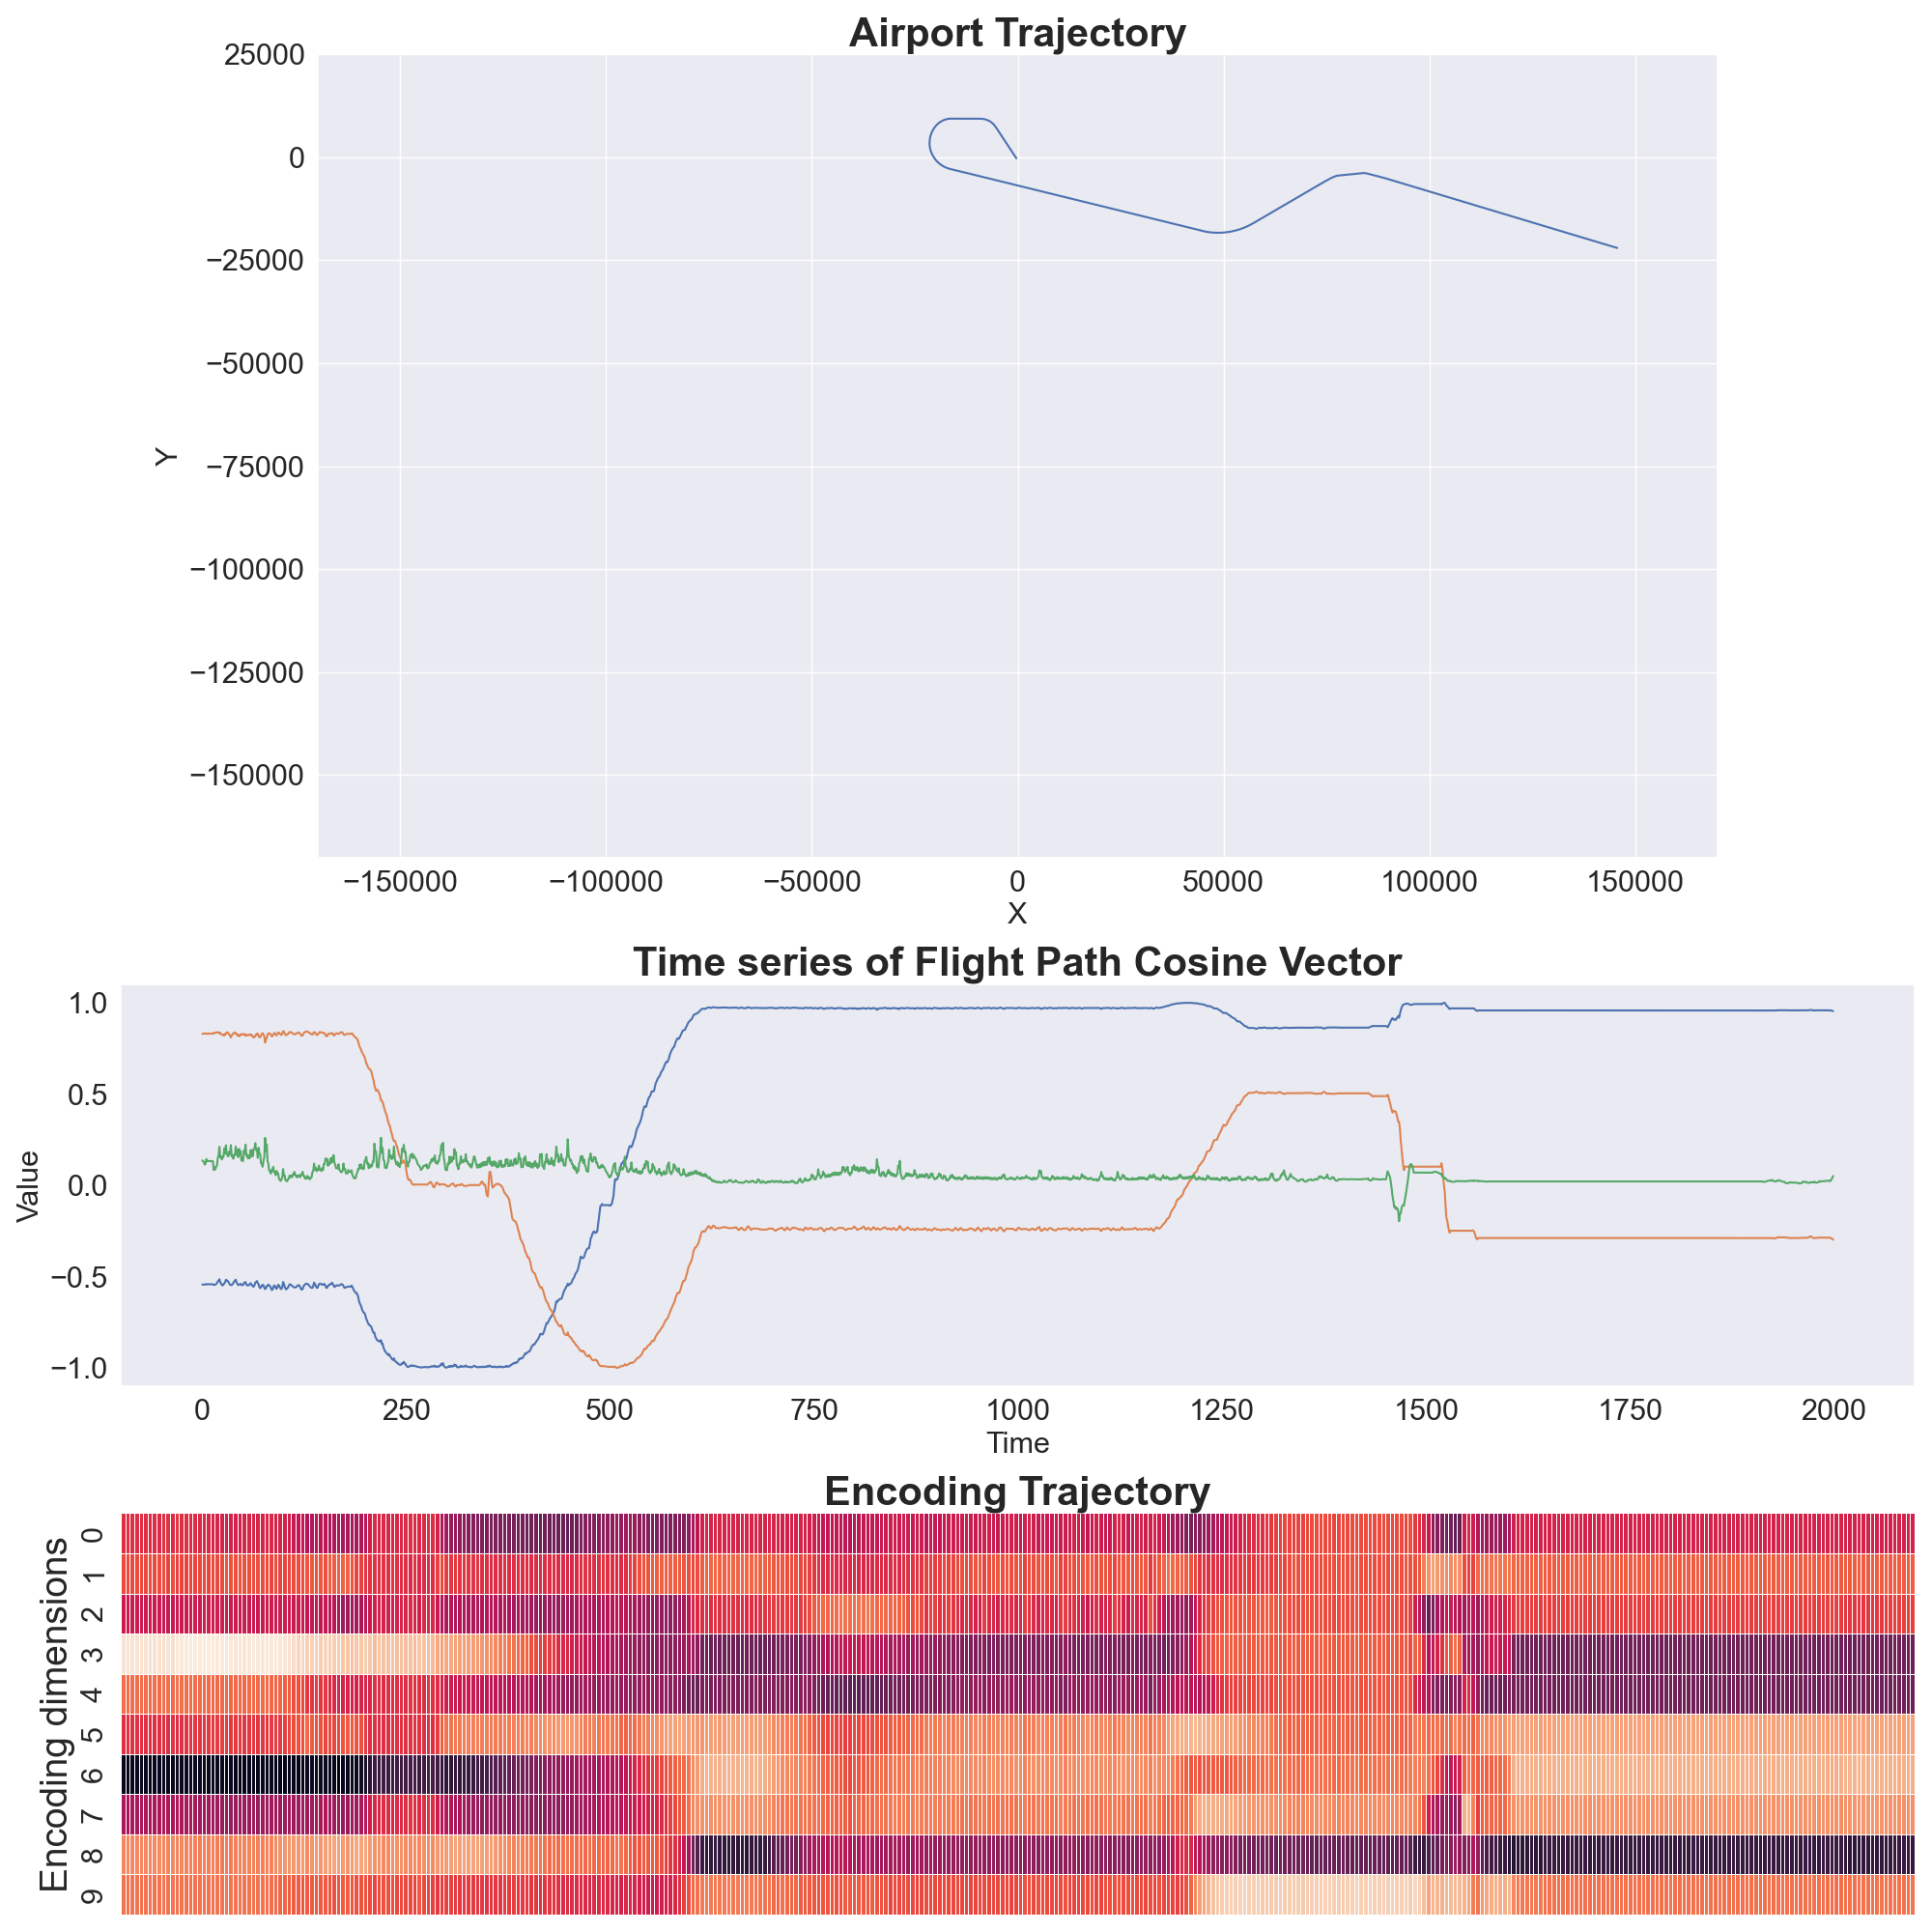 Airport Trajectory
25000
0
−25000
−50000
−75000
−100000
−125000
−150000
Y
−150000 −100000 −50000 0 50000 100000 150000
X
Time series of Flight Path Cosine Vector
1.0
0.5
0.0
−0.5
−1.0
Value
0 250 500 750 1000 1250 1500 1750 2000
Time
Encoding Trajectory
Encoding dimensions
0
1
2
3
4
5
6
7
8
9